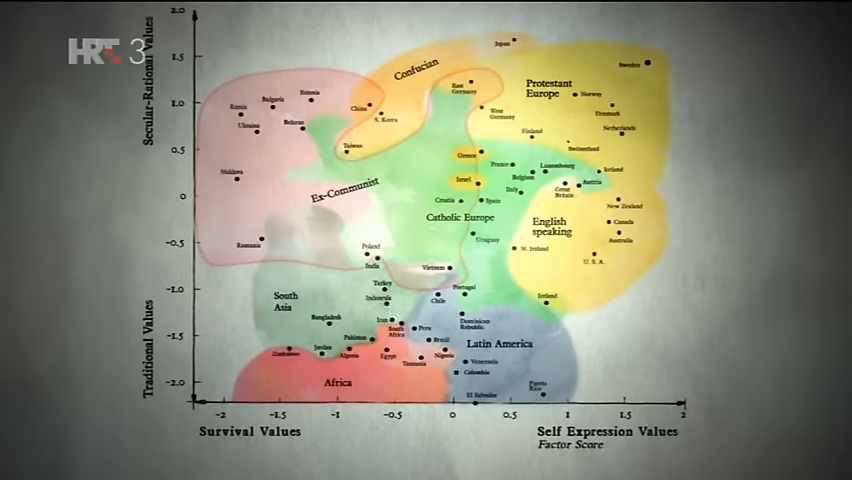 HRT 3
2.0
1.5
1.0
0.5
0
-0.5
-1.0
-1.5
-2.0
Secular-Rational Values
Traditional Values
Japan
Sweden
Confucian
East
Germany
Protestant
Europe
Norway
Estonia
Bulgaria
Russia
China
S. Korea
West
Germany
Denmark
Ukraine
Belarus
Finland
Netherlands
Switzerland
Taiwan
Greece
France
Luxembourg
Belgium
Iceland
Moldova
Israel
Great
Britain
Austria
Ex-Communist
Italy
Croatia
Spain
New Zealand
Catholic Europe
English
speaking
Canada
Uruguay
Australia
Romania
Poland
N. Ireland
India
U. S. A.
Vietnam
Turkey
Portugal
South
Asia
Indonesia
Chile
Ireland
Bangladesh
Iran
South
Africa
Peru
Dominican
Republic
Pakistan
Brazil
Latin America
Zimbabwe
Jordan
Algeria
Egypt
Tanzania
Nigeria
Venezuela
Colombia
Africa
El Salvador
Puerto
Rico
-2
-1.5
-1
-0.5
0
0.5
1
1.5
2
Survival Values
Self Expression Values
Factor Score